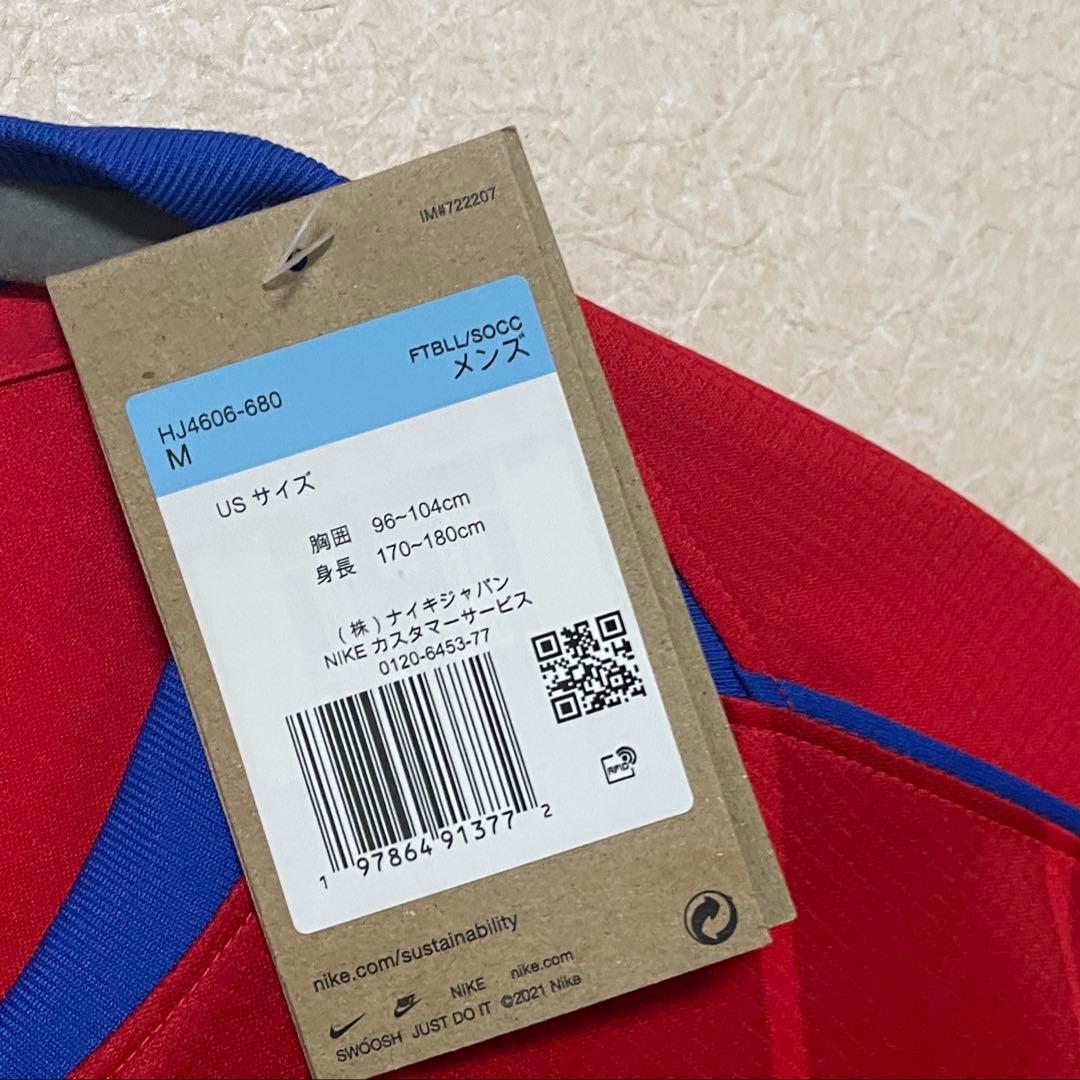 IM#722207
FTBLL/SOCC
メンズ
HJ4606-680
M
US サイズ
胸囲 96~104cm
身長 170~180cm
(株)ナイキジャパン
NIKE カスタマーサービス
0120-6453-77
1 97864 91377 2
RFID
nike.com/sustainability
NIKE nike.com
SWOOSH JUST DO IT ©2021 Nike